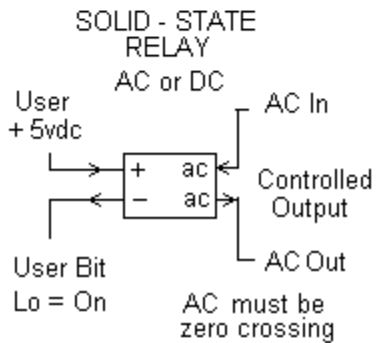 SOLID - STATE
RELAY
AC or DC
User
+ 5vdc
AC In
+ ac
- ac
Controlled
Output
User Bit
Lo = On
AC Out
AC must be
zero crossing